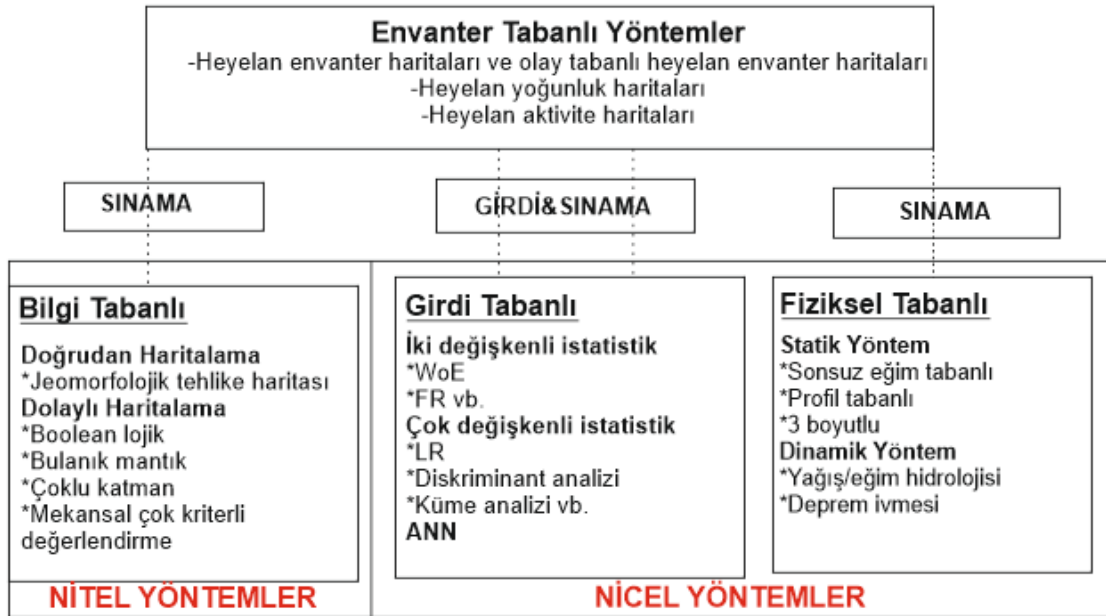 Envanter Tabanlı Yöntemler
-Heyelan envanter haritaları ve olay tabanlı heyelan envanter haritaları
-Heyelan yoğunluk haritaları
-Heyelan aktivite haritaları
SINAMA
GİRDİ&SINAMA
SINAMA
Bilgi Tabanlı
Doğrudan Haritalama
*Jeomorfolojik tehlike haritası
Dolaylı Haritalama
*Boolean lojik
*Bulanık mantık
*Çoklu katman
*Mekansal çok kriterli
değerlendirme
NİTEL YÖNTEMLER
Girdi Tabanlı
İki değişkenli istatistik
*WoE
*FR vb.
Çok değişkenli istatistik
*LR
*Diskriminant analizi
*Küme analizi vb.
ANN
Fiziksel Tabanlı
Statik Yöntem
*Sonsuz eğim tabanlı
*Profil tabanlı
*3 boyutlu
Dinamik Yöntem
*Yağış/eğim hidrolojisi
*Deprem ivmesi
NİCEL YÖNTEMLER